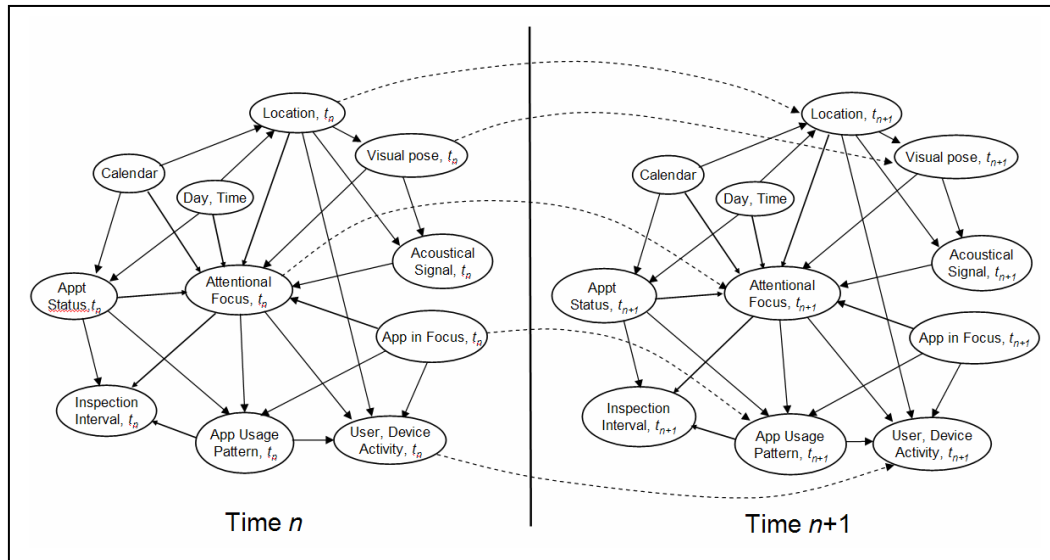 Location, tn
Visual pose, tn
Calendar
Day, Time
Acoustical
Signal, tn
Attentional
Focus, tn
Appt
Status,tn
App in Focus, tn
Inspection
Interval, tn
App Usage
Pattern, tn
User, Device
Activity, tn
Time n
Location, tn+1
Visual pose, tn+1
Calendar
Day, Time
Acoustical
Signal, tn+1
Attentional
Focus, tn+1
Appt
Status, tn+1
App in Focus, tn+1
Inspection
Interval, tn+1
App Usage
Pattern, tn+1
User, Device
Activity, tn+1
Time n+1